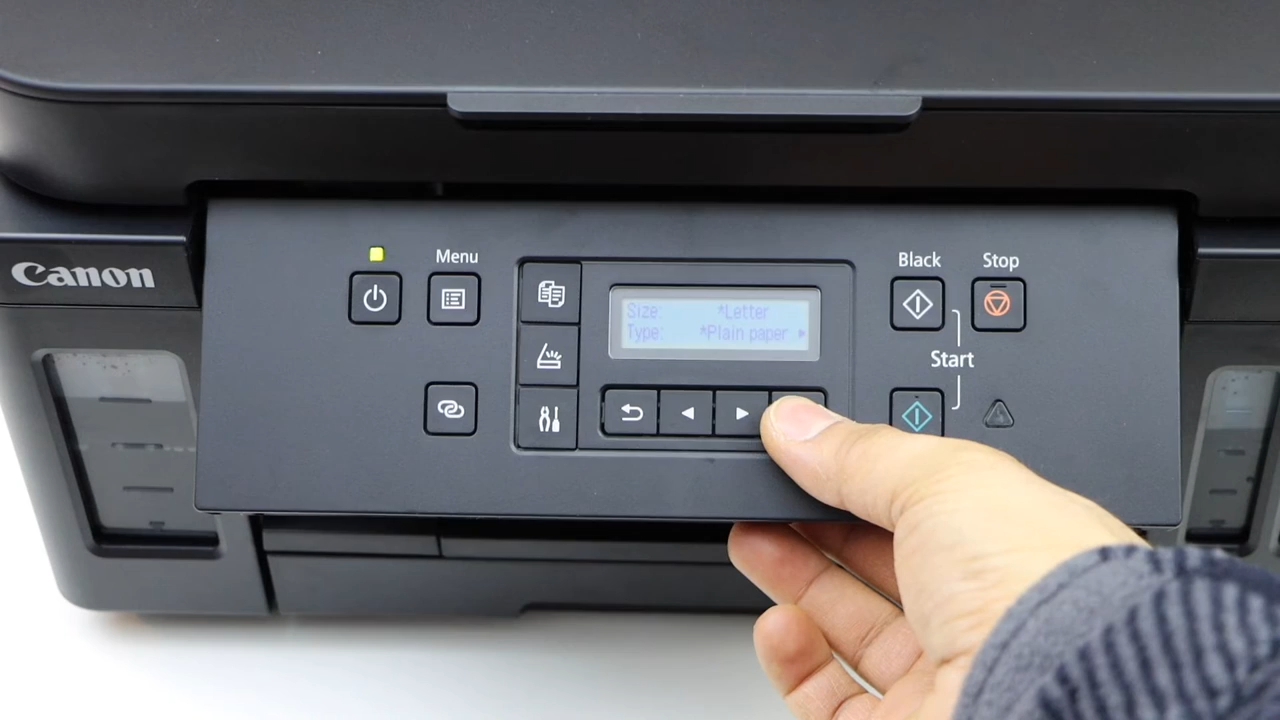 Canon
Menu
Size: *Letter
Type: *Plain paper
Black
Stop
Start